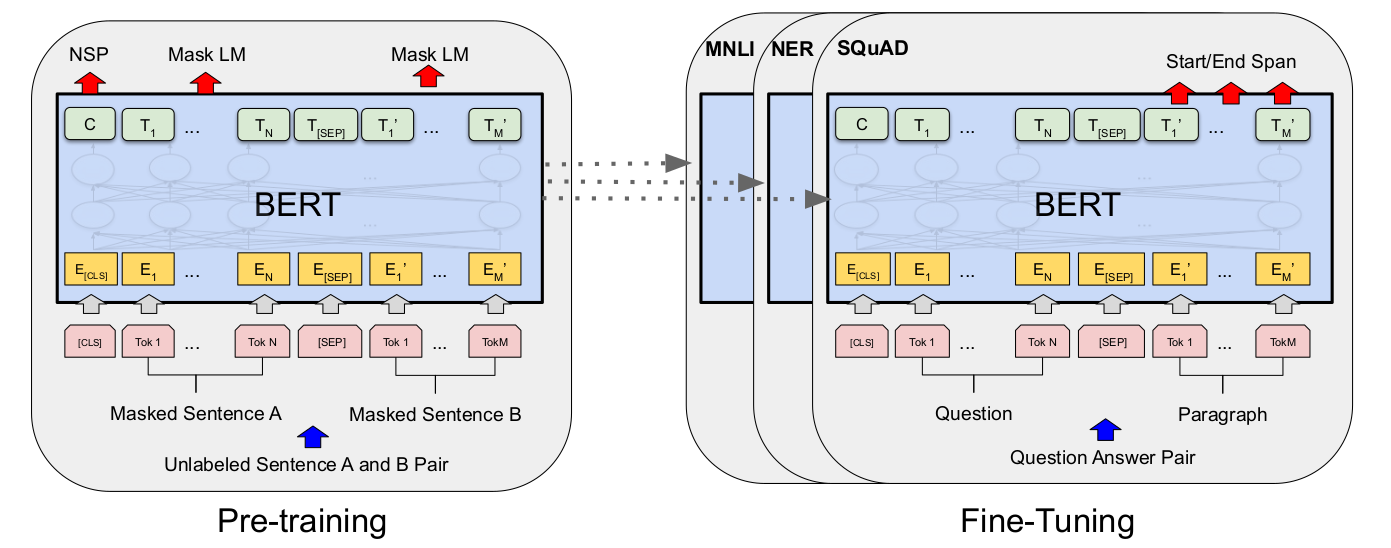 NSP Mask LM Mask LM
C T1 ... TN T[SEP] T1’ ... TM’
...
BERT
...
E[CLS] E1 ... EN E[SEP] E1’ ... EM’
[CLS] Tok 1 ... Tok N [SEP] Tok 1 ... TokM
Masked Sentence A Masked Sentence B
Unlabeled Sentence A and B Pair
Pre-training
MNLI NER SQuAD
Start/End Span
C T1 ... TN T[SEP] T1’ ... TM’
...
BERT
...
E[CLS] E1 ... EN E[SEP] E1’ ... EM’
[CLS] Tok 1 ... Tok N [SEP] Tok 1 ... TokM
Question Paragraph
Question Answer Pair
Fine-Tuning